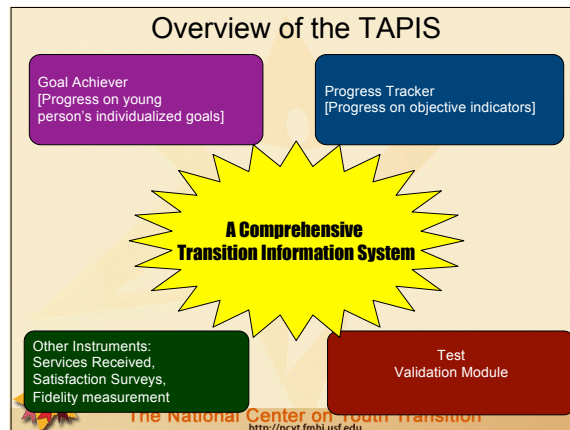 Overview of the TAPIS
Goal Achiever
[Progress on young
person's individualized goals]
Progress Tracker
[Progress on objective indicators]
A Comprehensive
Transition Information System
Other Instruments:
Services Received,
Satisfaction Surveys,
Fidelity measurement
Test
Validation Module
The National Center on Youth Transition
http://ncyt.fmhi.usf.edu